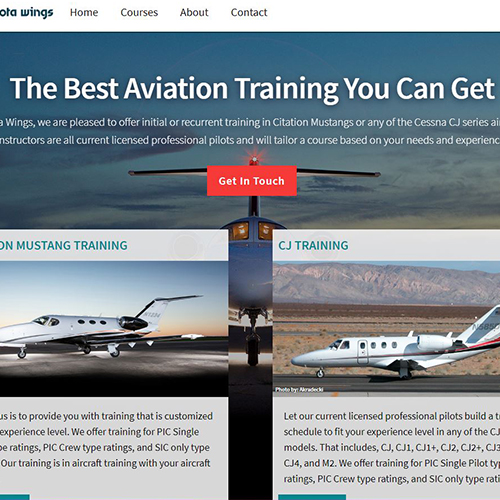 ota wings Home Courses About Contact
The Best Aviation Training You Can Get
a Wings, we are pleased to offer initial or recurrent training in Citation Mustangs or any of the Cessna CJ series air
nstructors are all current licensed professional pilots and will tailor a course based on your needs and experienc
Get In Touch
ON MUSTANG TRAINING
us is to provide you with training that is customized
experience level. We offer training for PIC Single
pe ratings, PIC Crew type ratings, and SIC only type
Our training is in aircraft training with your aircraft
CJ TRAINING
Photo by: Akradecki
Let our current licensed professional pilots build a tr
schedule to fit your experience level in any of the CJ
models. That includes, CJ, CJ1, CJ1+, CJ2, CJ2+, CJ3
CJ4, and M2. We offer training for PIC Single Pilot ty
ratings, PIC Crew type ratings, and SIC only type rati